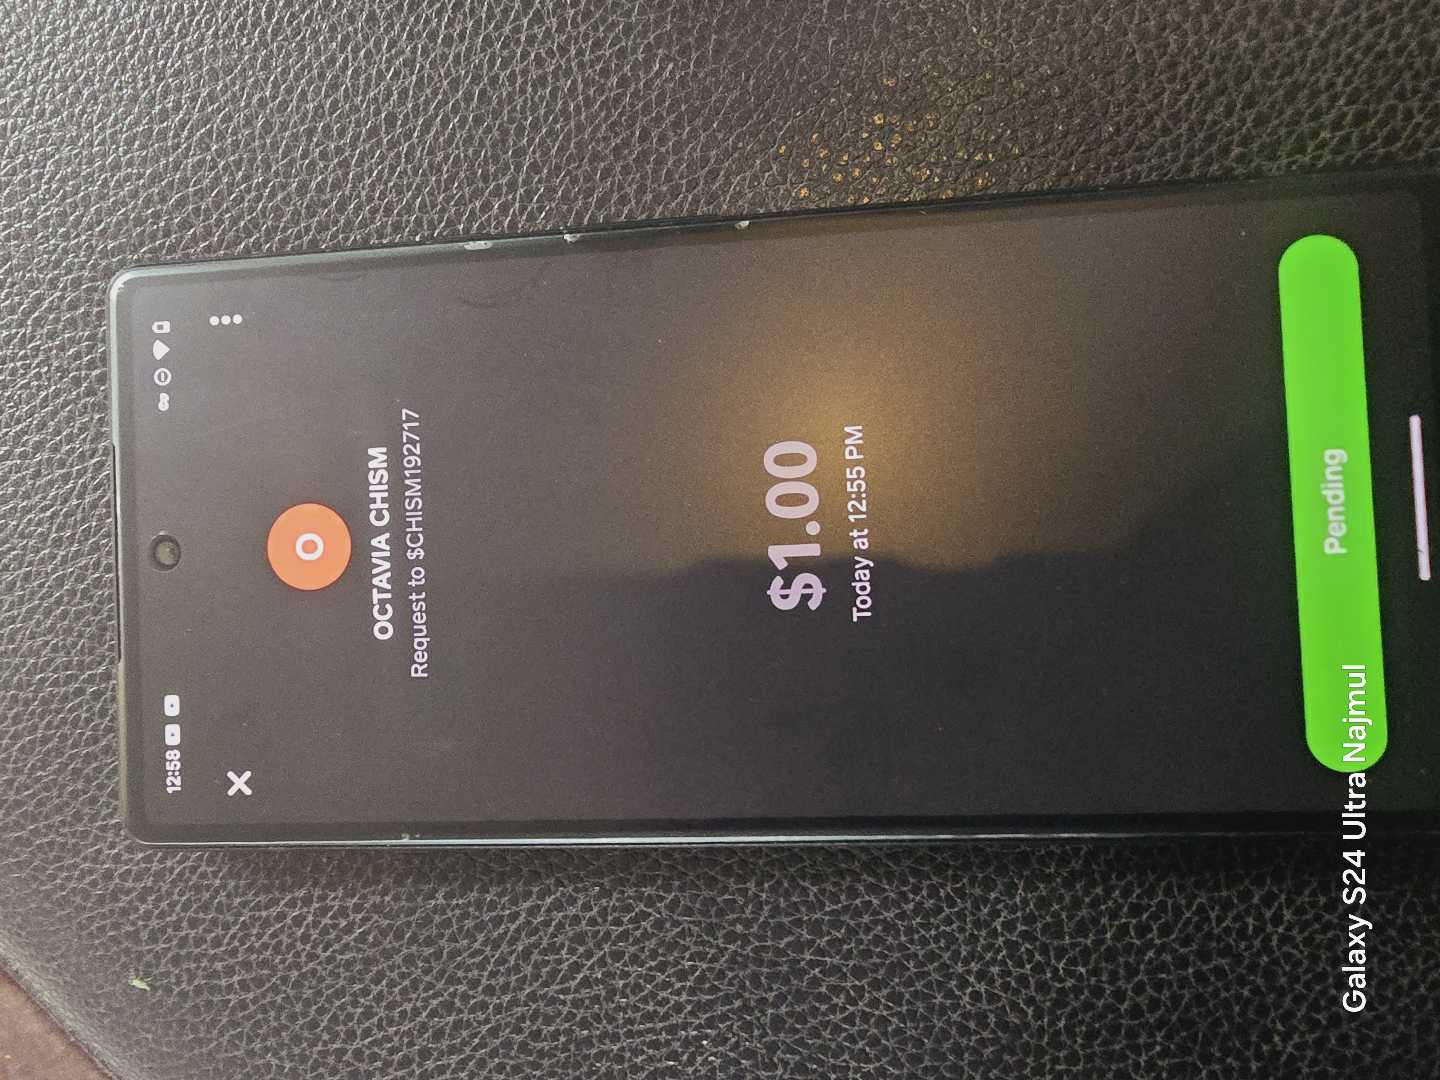 12:58
O
OCTAVIA CHISM
Request to $CHISM192717
$1.00
Today at 12:55 PM
Pending
Galaxy S24 Ultra Najmul